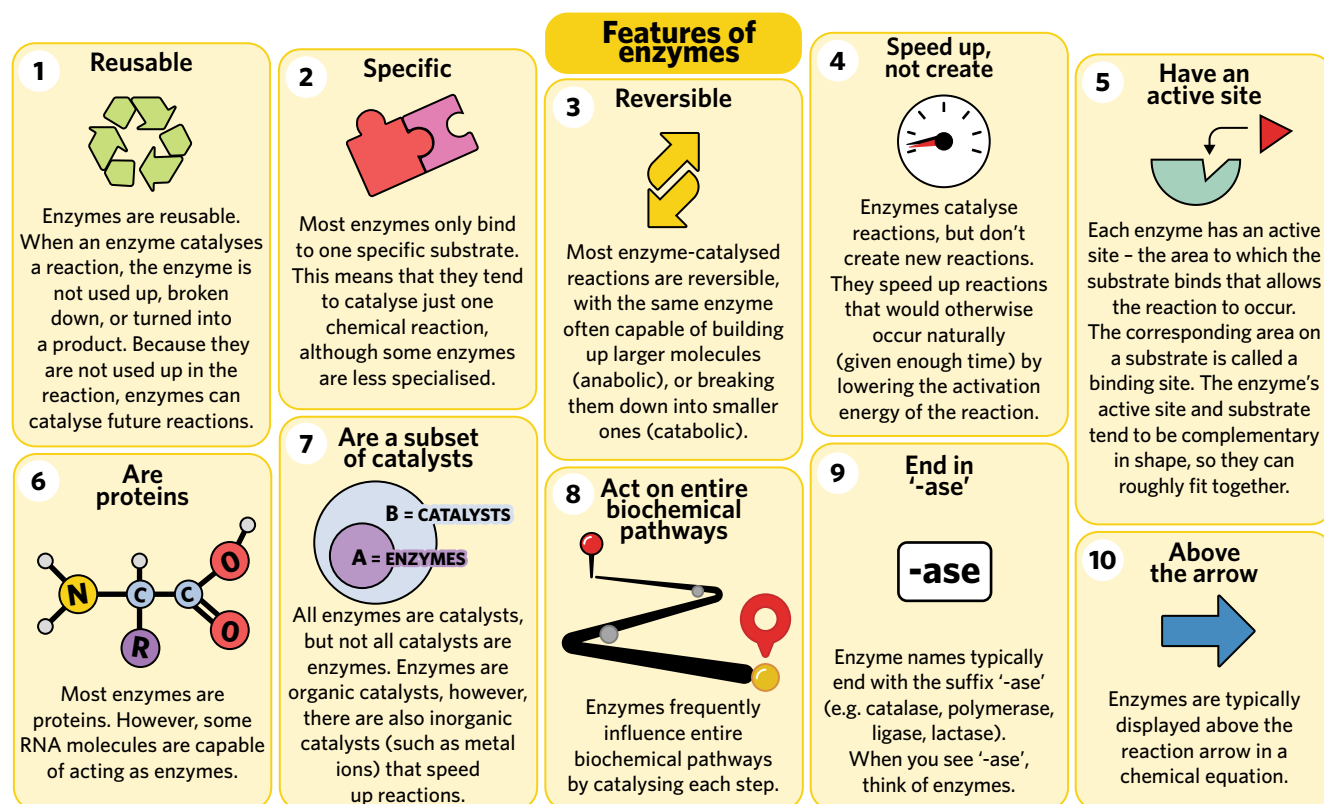 Features of
enzymes
1
Reusable
Enzymes are reusable.
When an enzyme catalyses
a reaction, the enzyme is
not used up, broken
down, or turned into
a product. Because they
are not used up in the
reaction, enzymes can
catalyse future reactions.
2
Specific
Most enzymes only bind
to one specific substrate.
This means that they tend
to catalyse just one
chemical reaction,
although some enzymes
are less specialised.
3
Reversible
Most enzyme-catalysed
reactions are reversible,
with the same enzyme
often capable of building
up larger molecules
(anabolic), or breaking
them down into smaller
ones (catabolic).
4
Speed up,
not create
Enzymes catalyse
reactions, but don't
create new reactions.
They speed up reactions
that would otherwise
occur naturally
(given enough time) by
lowering the activation
energy of the reaction.
5
Have an
active site
Each enzyme has an active
site – the area to which the
substrate binds that allows
the reaction to occur.
The corresponding area on
a substrate is called a
binding site. The enzyme's
active site and substrate
tend to be complementary
in shape, so they can
roughly fit together.
6
Are
proteins
N
C
C
O
O
R
Most enzymes are
proteins. However, some
RNA molecules are capable
of acting as enzymes.
7
Are a subset
of catalysts
B = CATALYSTS
A = ENZYMES
All enzymes are catalysts,
but not all catalysts are
enzymes. Enzymes are
organic catalysts, however,
there are also inorganic
catalysts (such as metal
ions) that speed
up reactions.
8
Act on entire
biochemical
pathways
Enzymes frequently
influence entire
biochemical pathways
by catalysing each step.
9
End in
'-ase'
-ase
Enzyme names typically
end with the suffix '-ase'
(e.g. catalase, polymerase,
ligase, lactase).
When you see '-ase',
think of enzymes.
10
Above
the arrow
Enzymes are typically
displayed above the
reaction arrow in a
chemical equation.